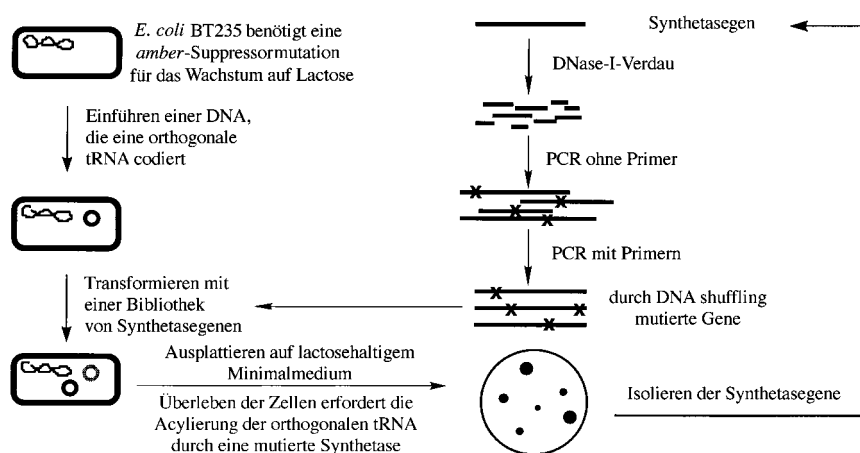 E. coli BT235 benötigt eine
amber-Suppressormutation
für das Wachstum auf Lactose
Einführen einer DNA,
die eine orthogonale
tRNA codiert
Transformieren mit
einer Bibliothek
von Synthetasegenen
Ausplattieren auf lactosehaltigem
Minimalmedium
Überleben der Zellen erfordert die
Acylierung der orthogonalen tRNA
durch eine mutierte Synthetase
Synthetasegen
DNase-I-Verdau
PCR ohne Primer
PCR mit Primern
durch DNA shuffling
mutierte Gene
Isolieren der Synthetasegene